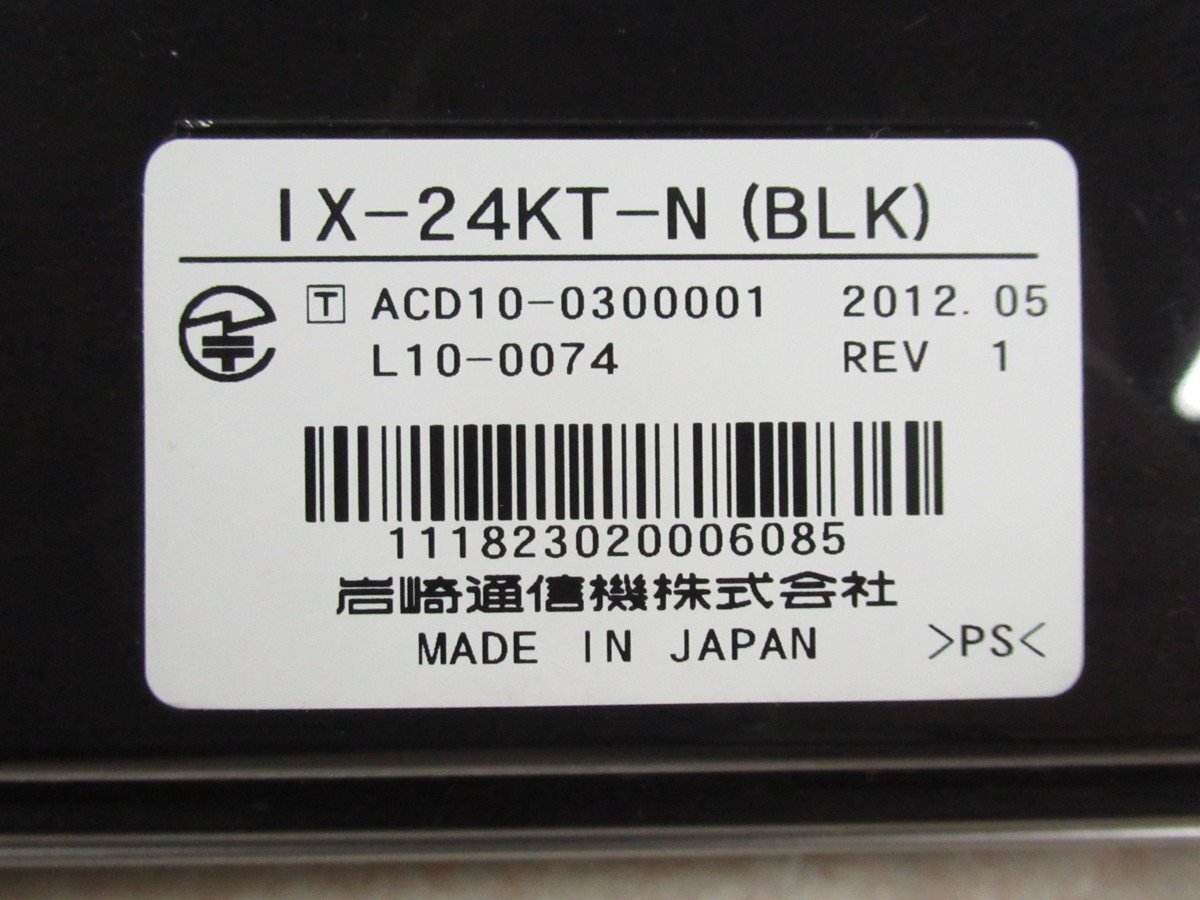 IX-24KT-N (BLK)
T ACD10-0300001 2012. 05
L10-0074 REV 1
111823020006085
岩崎通信機株式会社
MADE IN JAPAN >PS<